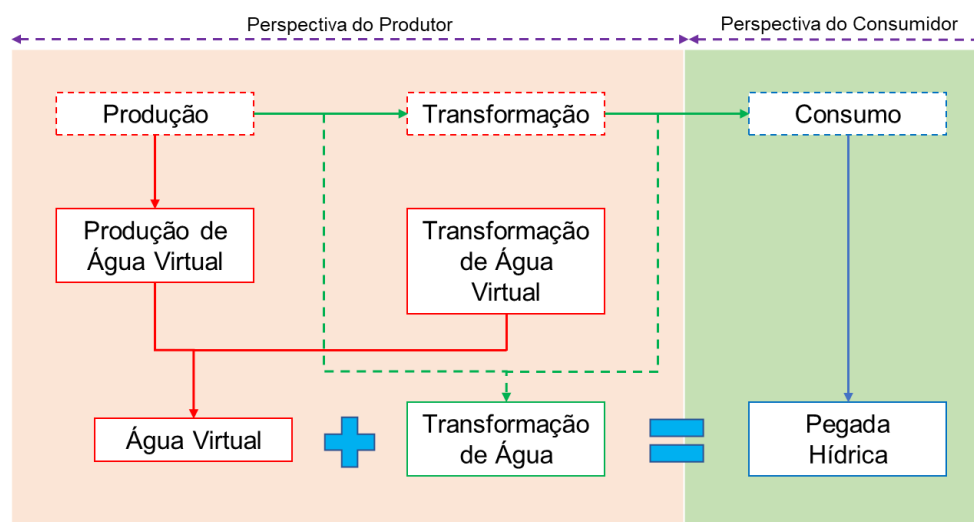 Perspectiva do Produtor
Perspectiva do Consumidor
Produção
Transformação
Consumo
Produção de
Água Virtual
Transformação
de Água
Virtual
Água Virtual
Transformação
de Água
Pegada
Hídrica